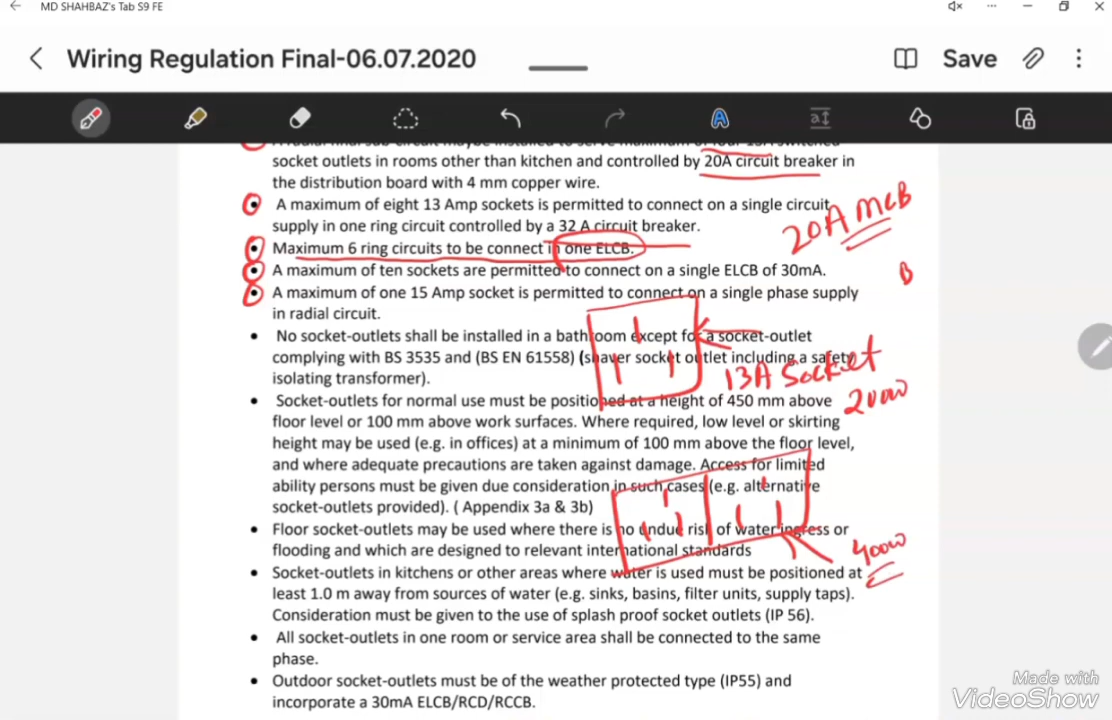 MD SHAHBAZ's Tab S9 FE
Wiring Regulation Final-06.07.2020
Save
socket outlets in rooms other than kitchen and controlled by 20A circuit breaker in
the distribution board with 4 mm copper wire.
• A maximum of eight 13 Amp sockets is permitted to connect on a single circuit
supply in one ring circuit controlled by a 32 A circuit breaker.
20A MCB
• Maximum 6 ring circuits to be connect in one ELCB.
B
• A maximum of ten sockets are permitted to connect on a single ELCB of 30mA.
• A maximum of one 15 Amp socket is permitted to connect on a single phase supply
in radial circuit.
• No socket-outlets shall be installed in a bathroom except for a socket-outlet
complying with BS 3535 and (BS EN 61558) (shaver socket outlet including a safety
isolating transformer).
13A Socket
• Socket-outlets for normal use must be positioned at a height of 450 mm above
floor level or 100 mm above work surfaces. Where required, low level or skirting
height may be used (e.g. in offices) at a minimum of 100 mm above the floor level,
and where adequate precautions are taken against damage. Access for limited
ability persons must be given due consideration in such cases (e.g. alternative
socket-outlets provided). ( Appendix 3a & 3b)
• Floor socket-outlets may be used where there is no undue risk of water ingress or
flooding and which are designed to relevant international standards
• Socket-outlets in kitchens or other areas where water is used must be positioned at
least 1.0 m away from sources of water (e.g. sinks, basins, filter units, supply taps).
Consideration must be given to the use of splash proof socket outlets (IP 56).
• All socket-outlets in one room or service area shall be connected to the same
phase.
• Outdoor socket-outlets must be of the weather protected type (IP55) and
incorporate a 30mA ELCB/RCD/RCCB.
Made with
VideoShow